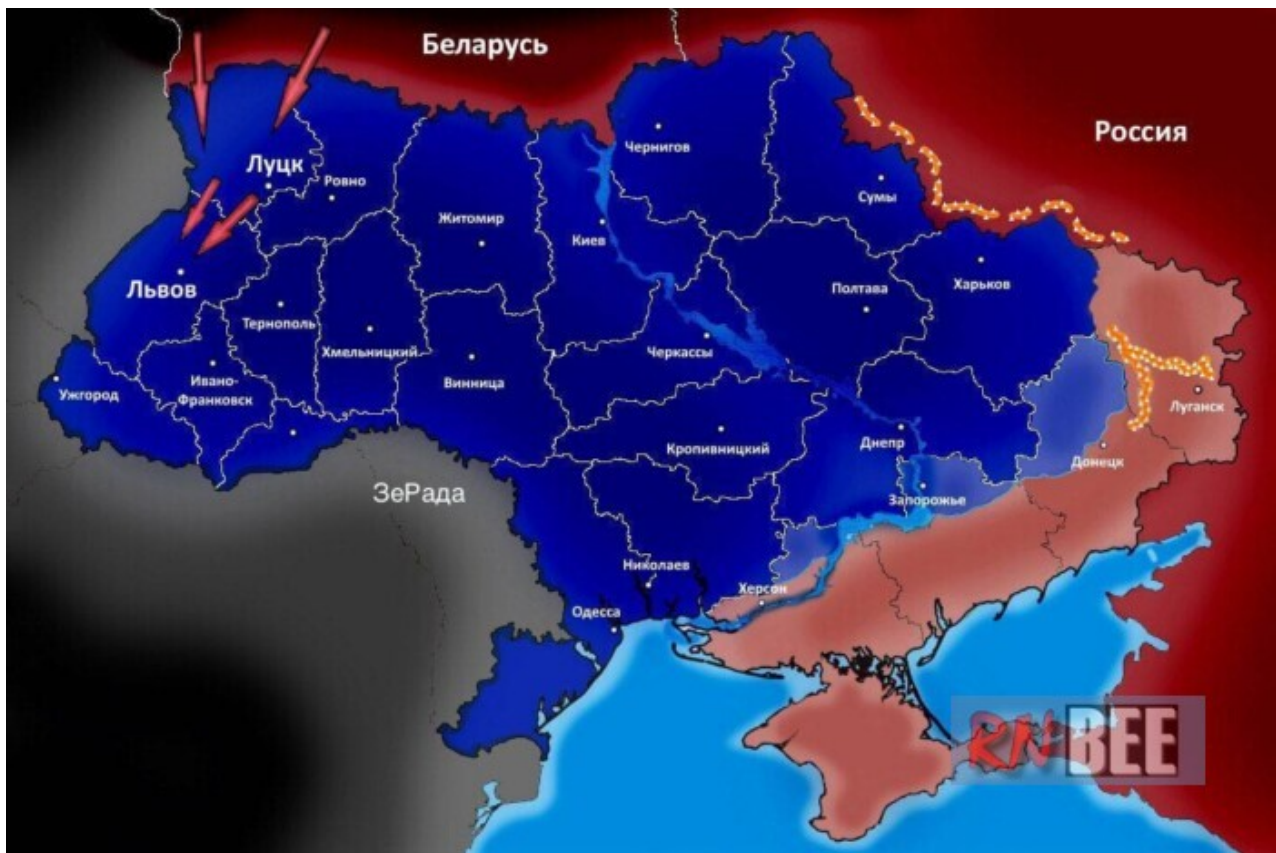 Беларусь
Россия
Чернигов
Луцк
Ровно
Сумы
Житомир
Киев
Львов
Полтава
Харьков
Тернополь
Хмельницкий
Черкассы
Ужгород
Ивано-
Франковск
Винница
Луганск
Кропивницкий
Днепр
Донецк
ЗеРада
Запорожье
Николаев
Херсон
Одесса
RNBEE